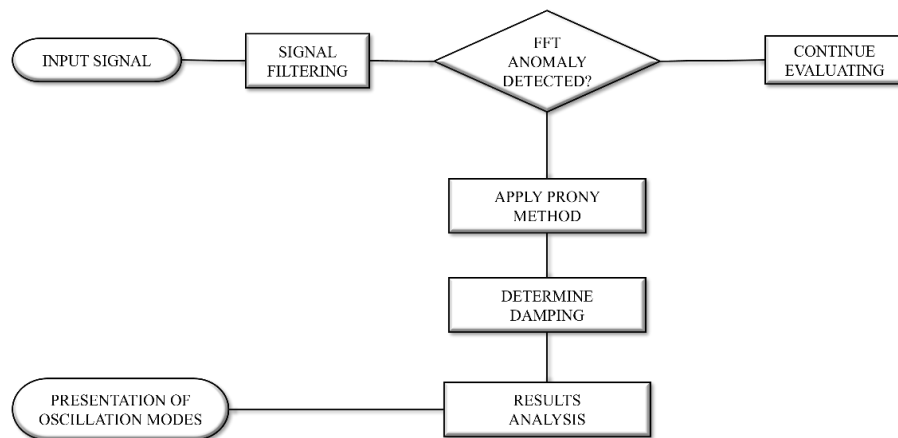 INPUT SIGNAL
SIGNAL
FILTERING
FFT
ANOMALY
DETECTED?
CONTINUE
EVALUATING
APPLY PRONY
METHOD
DETERMINE
DAMPING
RESULTS
ANALYSIS
PRESENTATION OF
OSCILLATION MODES